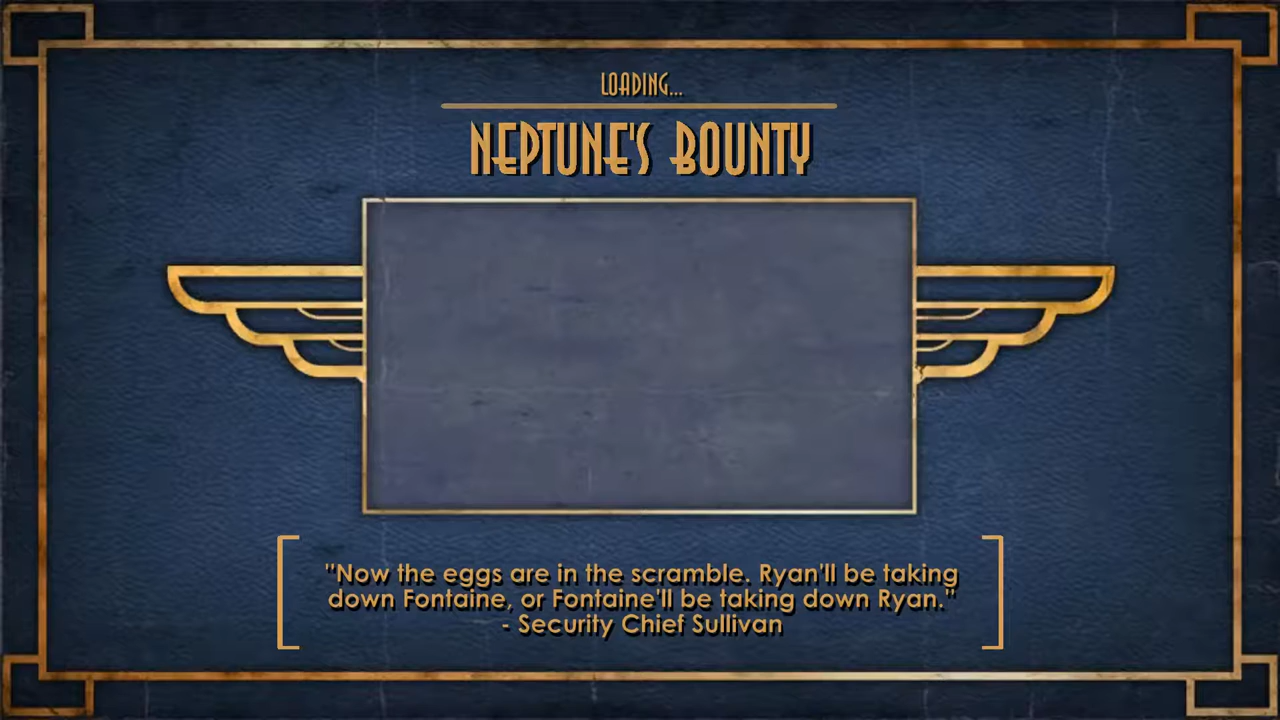 LOADING...
NEPTUNE'S BOUNTY
"Now the eggs are in the scramble. Ryan'll be taking
down Fontaine, or Fontaine'll be taking down Ryan."
- Security Chief Sullivan